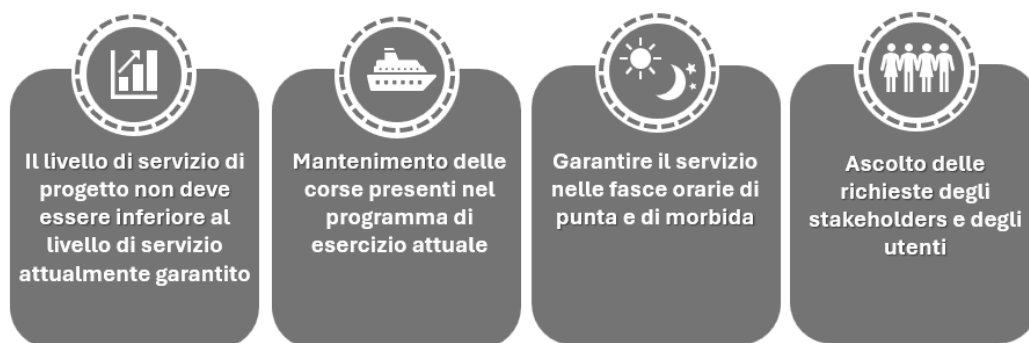 Il livello di servizio di
progetto non deve
essere inferiore al
livello di servizio
attualmente garantito
Mantenimento delle
corse presenti nel
programma di
esercizio attuale
Garantire il servizio
nelle fasce orarie di
punta e di morbida
Ascolto delle
richieste degli
stakeholders e degli
utenti